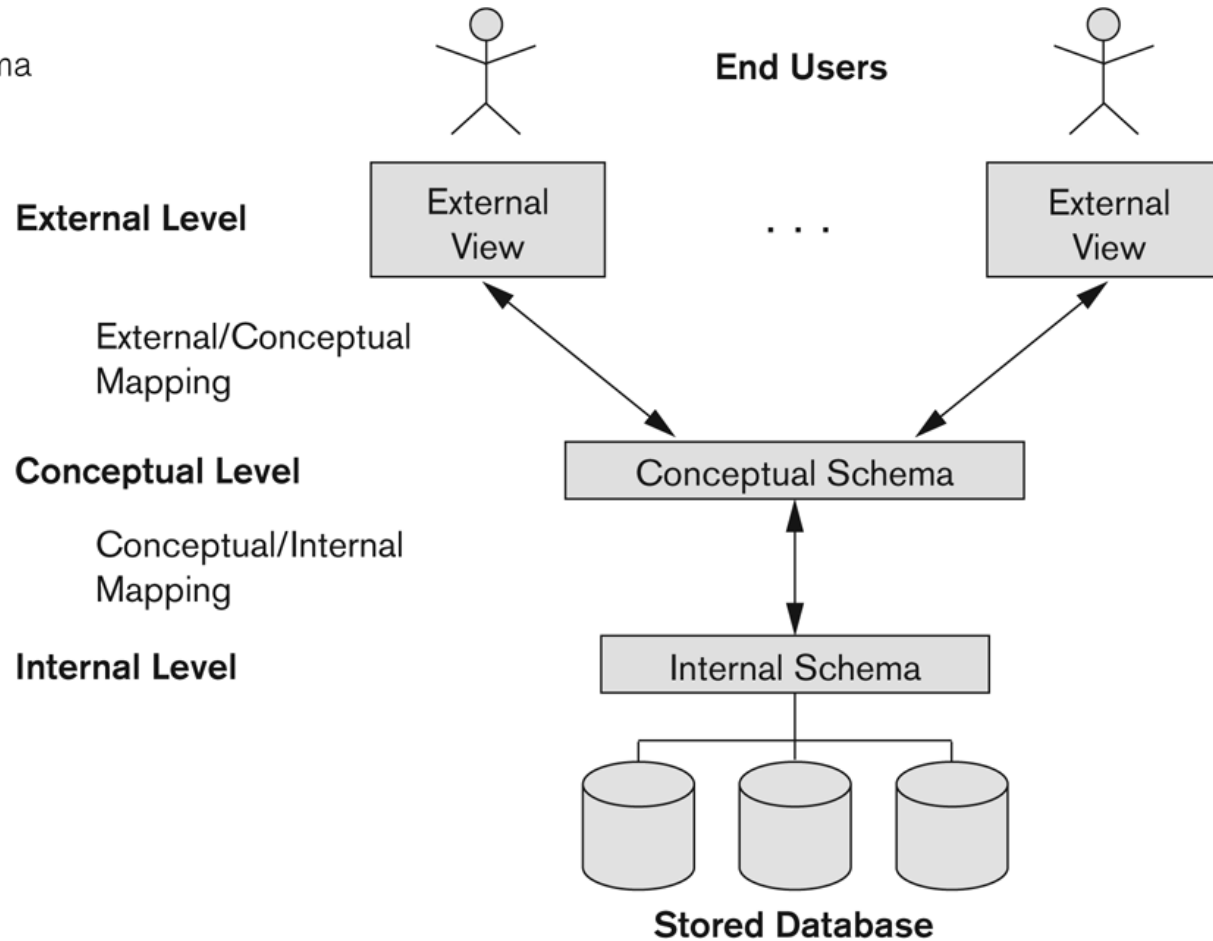 End Users
External Level
External
View
. . .
External
View
External/Conceptual
Mapping
Conceptual Level
Conceptual Schema
Conceptual/Internal
Mapping
Internal Level
Internal Schema
Stored Database